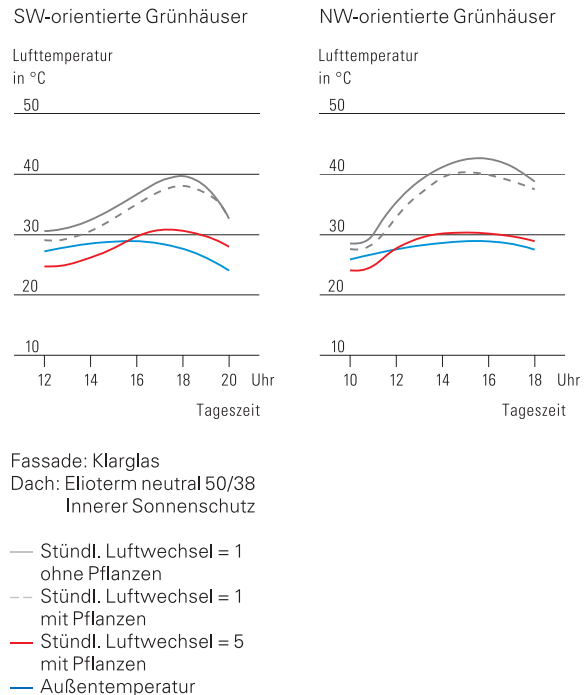 SW-orientierte Grünhäuser
Lufttemperatur
in °C
50
40
30
20
10
12 14 16 18 20 Uhr
Tageszeit
NW-orientierte Grünhäuser
Lufttemperatur
in °C
50
40
30
20
10
10 12 14 16 18 Uhr
Tageszeit
Fassade: Klarglas
Dach: Elioterm neutral 50/38
Innerer Sonnenschutz
Stündl. Luftwechsel = 1
ohne Pflanzen
Stündl. Luftwechsel = 1
mit Pflanzen
Stündl. Luftwechsel = 5
mit Pflanzen
Außentemperatur